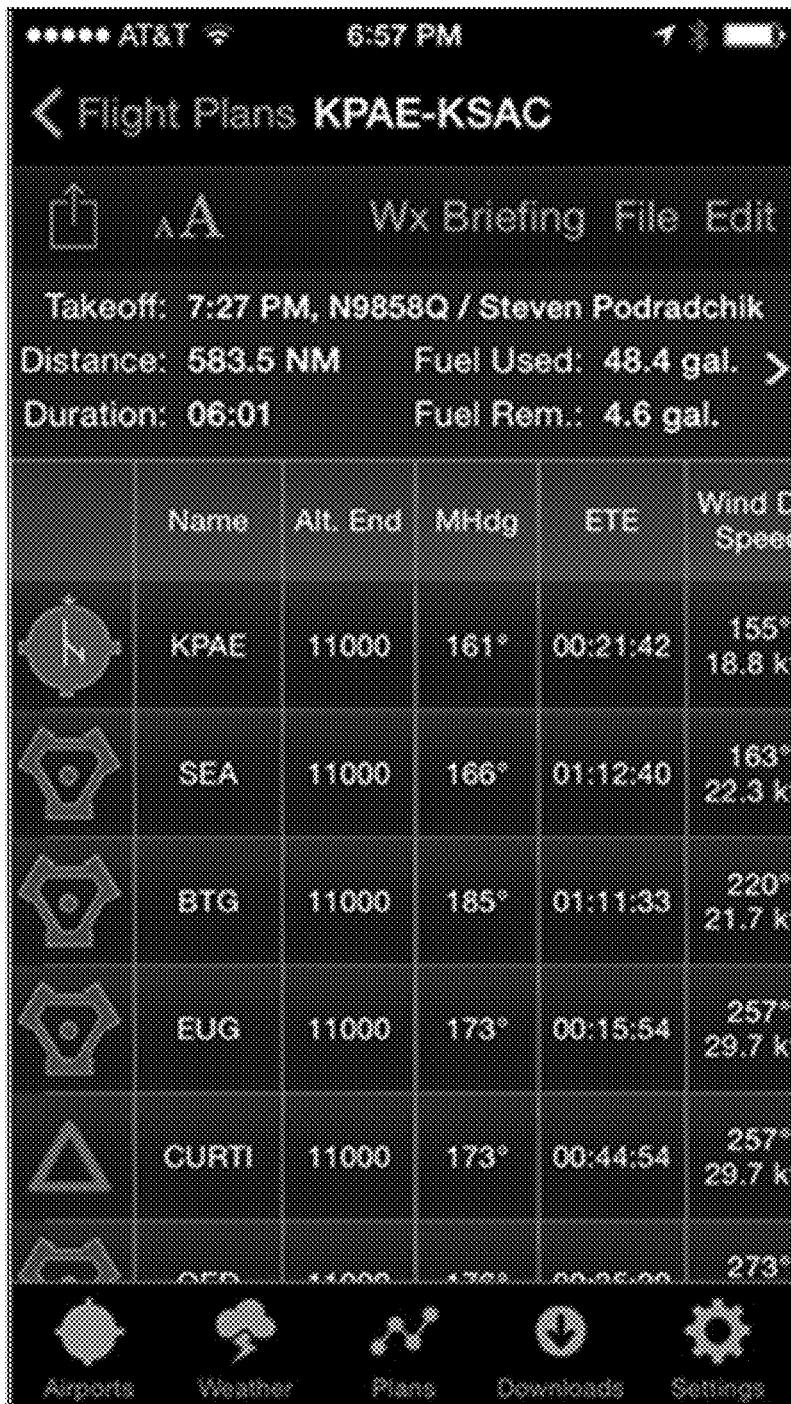 AT&T 6:57 PM
Flight Plans KPAE-KSAC
AA Wx Briefing File Edit
Takeoff: 7:27 PM, N9858Q / Steven Podradchik
Distance: 583.5 NM Fuel Used: 48.4 gal.
Duration: 06:01 Fuel Rem.: 4.6 gal.
Name Alt. End MHdg ETE Wind D
Speed
KPAE 11000 161° 00:21:42 155°
18.8 k
SEA 11000 166° 01:12:40 163°
22.3 k
BTG 11000 185° 01:11:33 220°
21.7 k
EUG 11000 173° 00:15:54 257°
29.7 k
CURTI 11000 173° 00:44:54 257°
29.7 k
11000 273°
Airports Weather Plans Downloads Settings